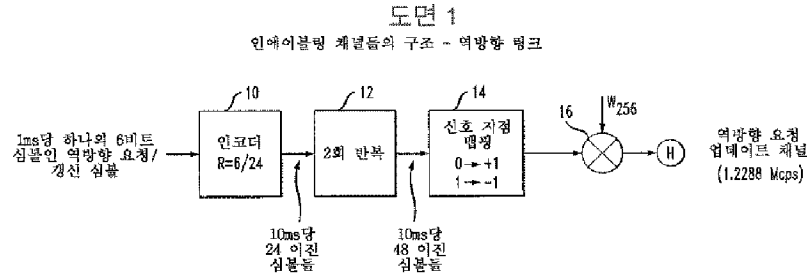 도면 1
인에이블링 채널들의 구조 - 역방향 링크
10
12
14
16
W256
1ms당 하나의 6비트
심볼인 역방향 요청/
갱신 심볼
인코더
R=6/24
2회 반복
신호 지점
맵핑
0 → +1
1 → -1
H
역방향 요청
업데이트 채널
(1.2288 Mcps)
10ms당
24 이진
심볼들
10ms당
48 이진
심볼들